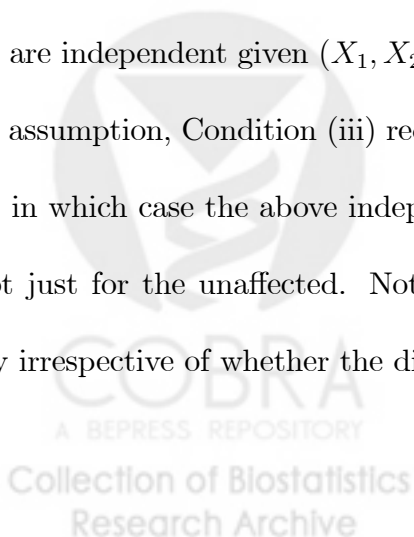 are independent given (X₁, X₂
assumption, Condition (iii) re
in which case the above indep
just for the unaffected. Not
irrespective of whether the di
COBRA
A BEPRESS REPOSITORY
Collection of Biostatistics
Research Archive